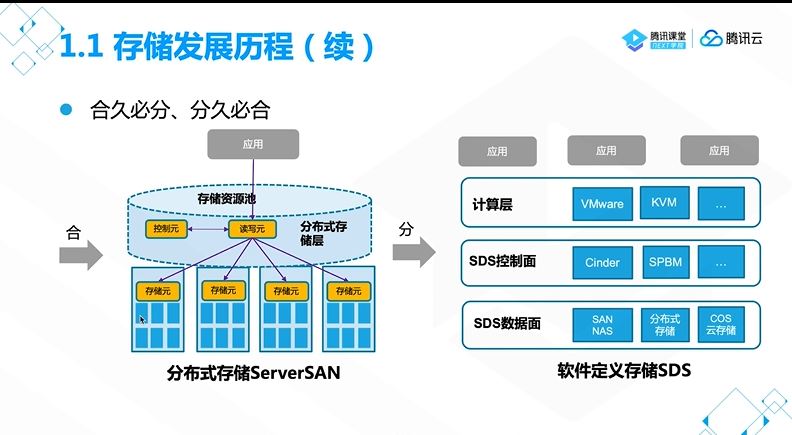 1.1 存储发展历程（续）
腾讯课堂
NEXT学院
腾讯云
合久必分、分久必合
应用
存储资源池
控制元
读写元
分布式存
储层
合
存储元
存储元
存储元
存储元
分布式存储ServerSAN
分
应用
应用
应用
计算层
VMware
KVM
...
SDS控制面
Cinder
SPBM
...
SDS数据面
SAN
NAS
分布式
存储
COS
云存储
软件定义存储SDS